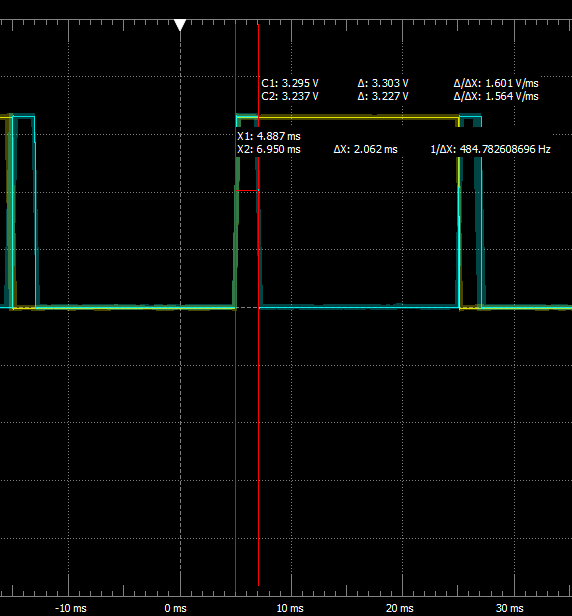 C1: 3.295 V Δ: 3.303 V Δ/ΔX: 1.601 V/ms
C2: 3.237 V Δ: 3.227 V Δ/ΔX: 1.564 V/ms
X1: 4.887 ms
X2: 6.950 ms ΔX: 2.062 ms 1/ΔX: 484.782608696 Hz
-10 ms 0 ms 10 ms 20 ms 30 ms